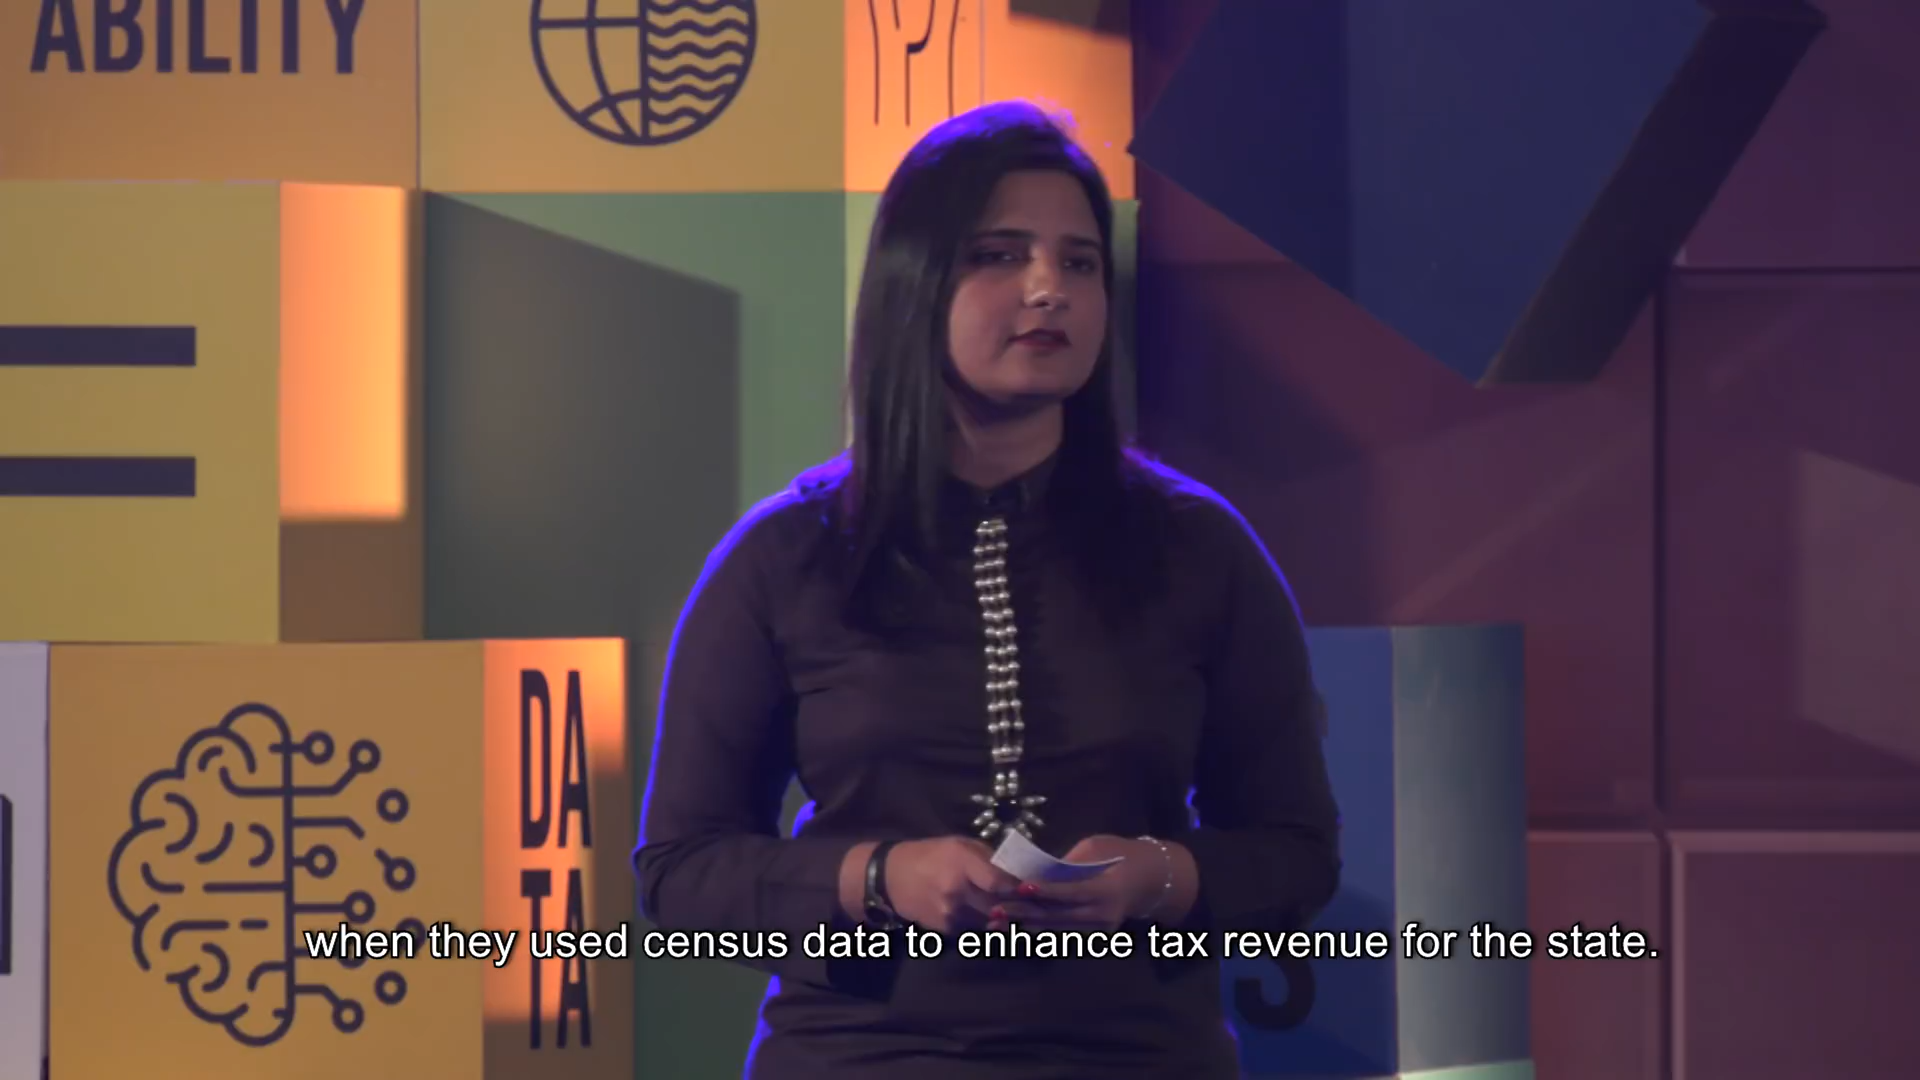 ABILITY
DA
TA
when they used census data to enhance tax revenue for the state.
S